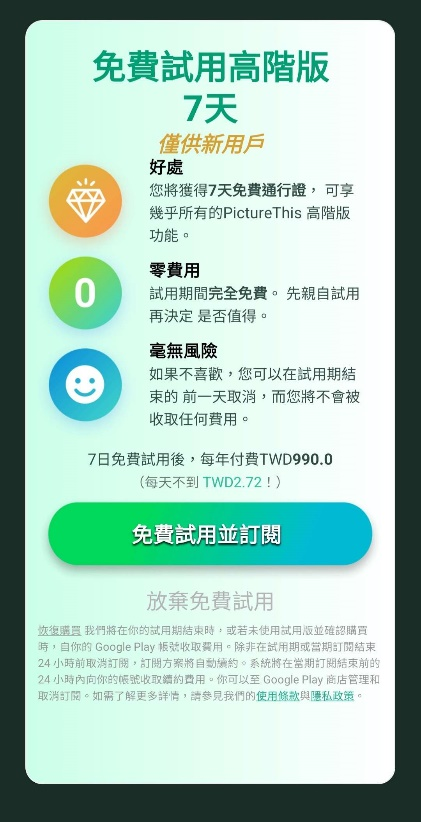 免費試用高階版
7天
僅供新用戶
好處
您將獲得7天免費通行證， 可享
幾乎所有的PictureThis 高階版
功能。
0
零費用
試用期間完全免費。 先親自試用
再決定 是否值得。
毫無風險
如果不喜歡，您可以在試用期結
束的 前一天取消，而您將不會被
收取任何費用。
7日免費試用後，每年付費TWD990.0
（每天不到 TWD2.72！）
免費試用並訂閱
放棄免費試用
恢復購買 我們將在你的試用期結束時，或若未使用試用版並確認購買
時，自你的 Google Play 帳號收取費用。除非在試用期或當期訂閱結束
24 小時前取消訂閱，訂閱方案將自動續約。系統將在當期訂閱結束前的
24 小時內向你的帳號收取續約費用。你可以至 Google Play 商店管理和
取消訂閱。如需了解更多詳情，請參見我們的使用條款與隱私政策。